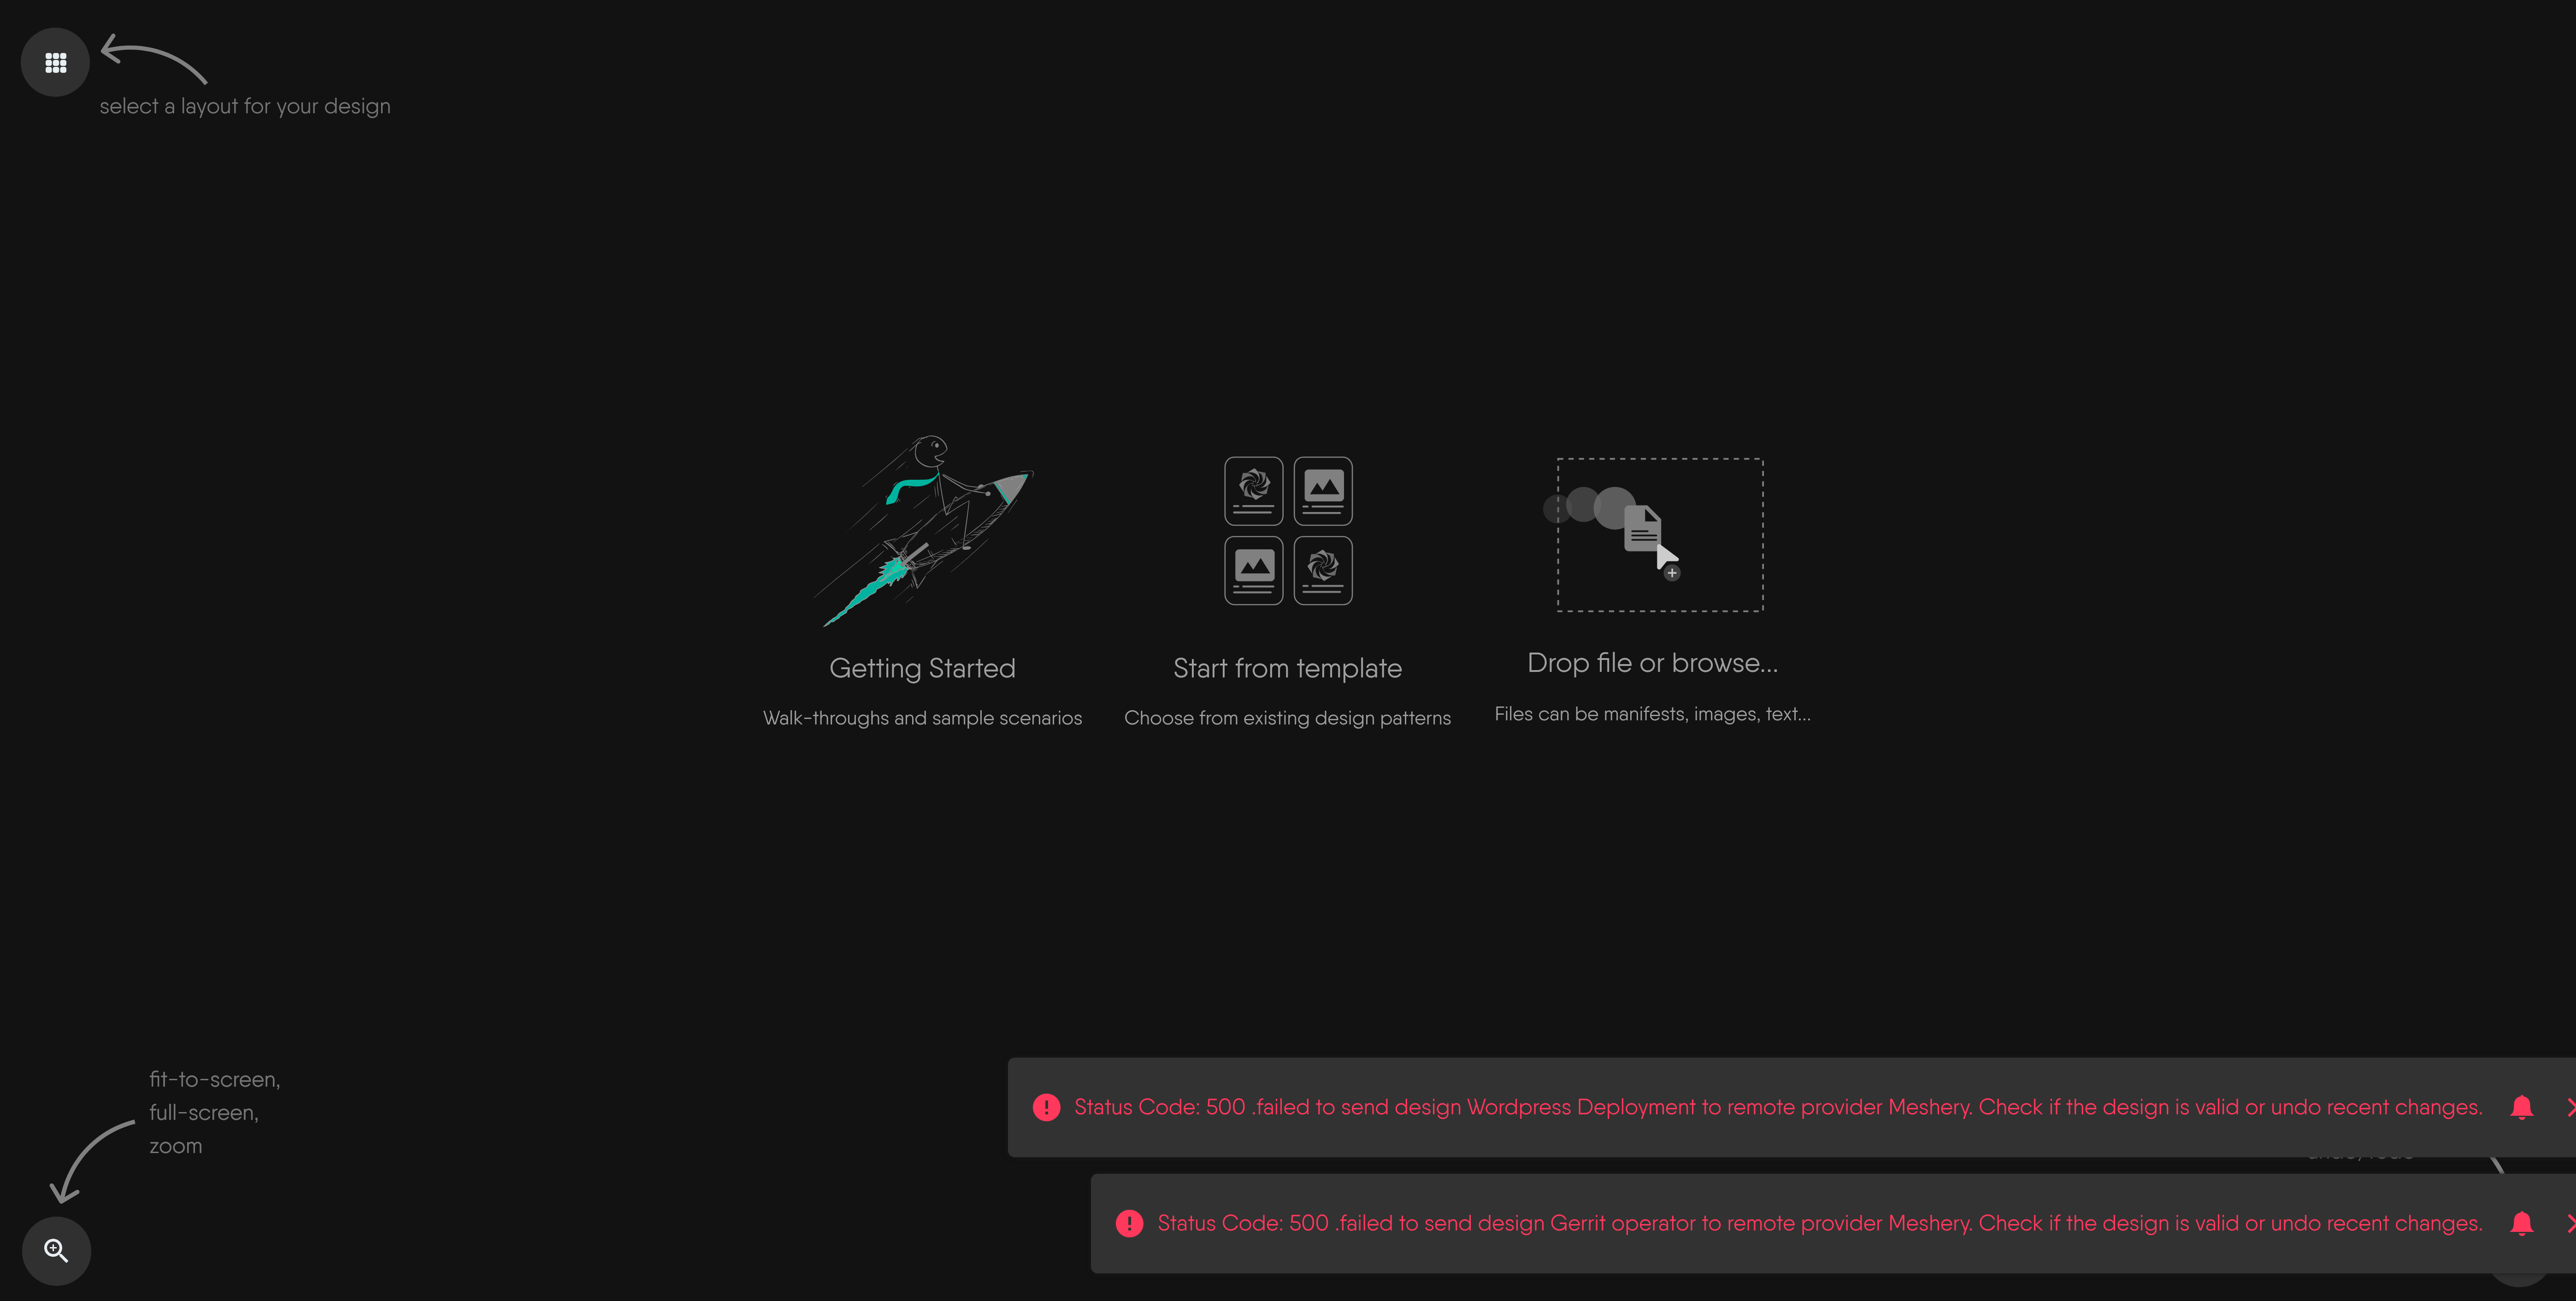 select a layout for your design
Getting Started
Start from template
Drop file or browse...
Walk-throughs and sample scenarios
Choose from existing design patterns
Files can be manifests, images, text...
fit-to-screen,
full-screen,
zoom
Status Code: 500 .failed to send design Wordpress Deployment to remote provider Meshery. Check if the design is valid or undo recent changes.
Status Code: 500 .failed to send design Gerrit operator to remote provider Meshery. Check if the design is valid or undo recent changes.